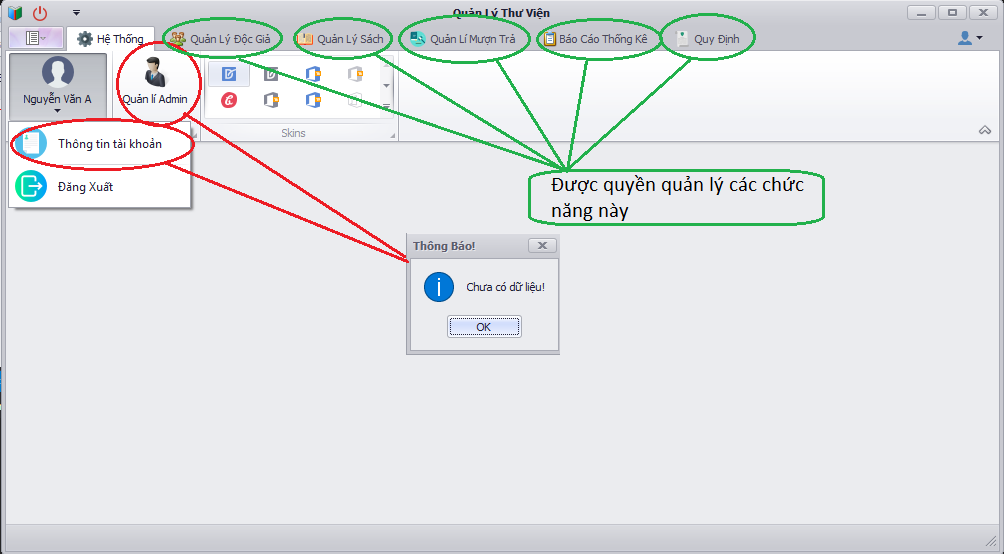 Quản Lý Thư Viện
Hệ Thống
Quản Lý Độc Giả
Quản Lý Sách
Quản Lí Mượn Trả
Báo Cáo Thống Kê
Quy Định
Nguyễn Văn A
Quản lí Admin
Skins
Thông tin tài khoản
Đăng Xuất
Được quyền quản lý các chức
năng này
Thông Báo!
Chưa có dữ liệu!
OK